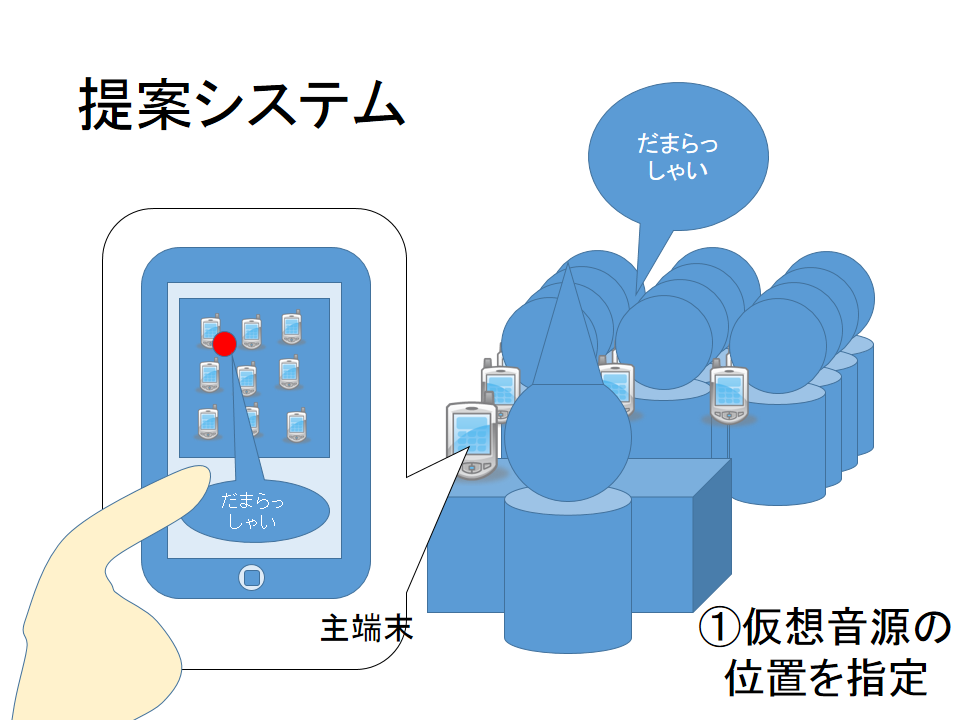 提案システム
だまらっ
しゃい
だまらっ
しゃい
主端末
①仮想音源の
位置を指定